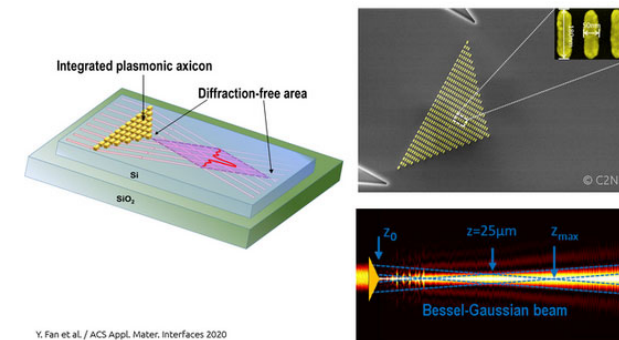 Integrated plasmonic axicon
Diffraction-free area
Si
SiO₂
Y. Fan et al. / ACS Appl. Mater. Interfaces 2020
50nm
© C2N
z₀
z=25µm
zₘₐₓ
Bessel-Gaussian beam